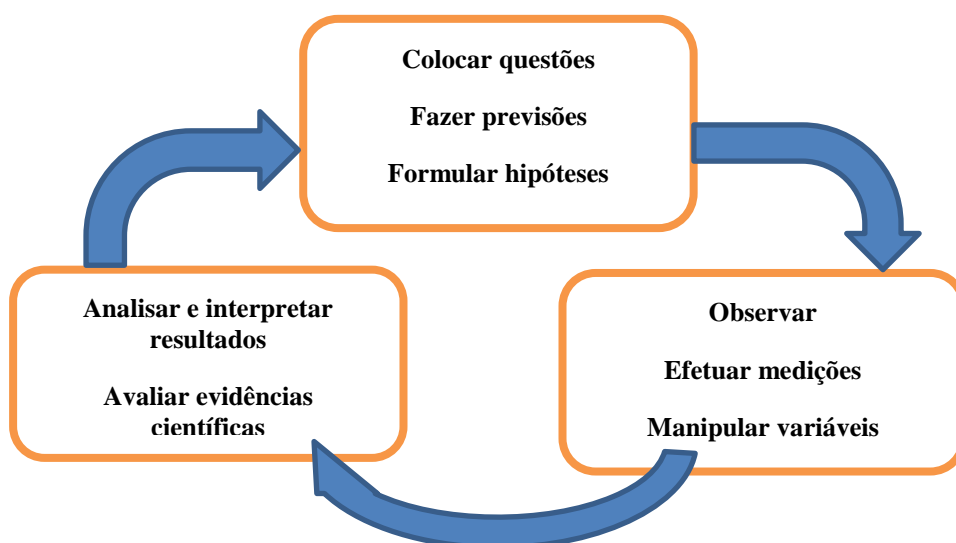 Colocar questões
Fazer previsões
Formular hipóteses
Observar
Efetuar medições
Manipular variáveis
Analisar e interpretar
resultados
Avaliar evidências
científicas